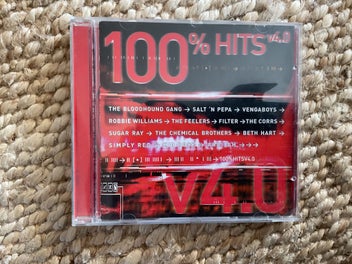 100% HITS V4.0
THE BLOODHOUND GANG → SALT 'N PEPA → VENGABOYS →
ROBBIE WILLIAMS → THE FEELERS → FILTER → THE CORRS →
SUGAR RAY → THE CHEMICAL BROTHERS → BETH HART →
SIMPLY RED
100%HITSV4.0
V4.0